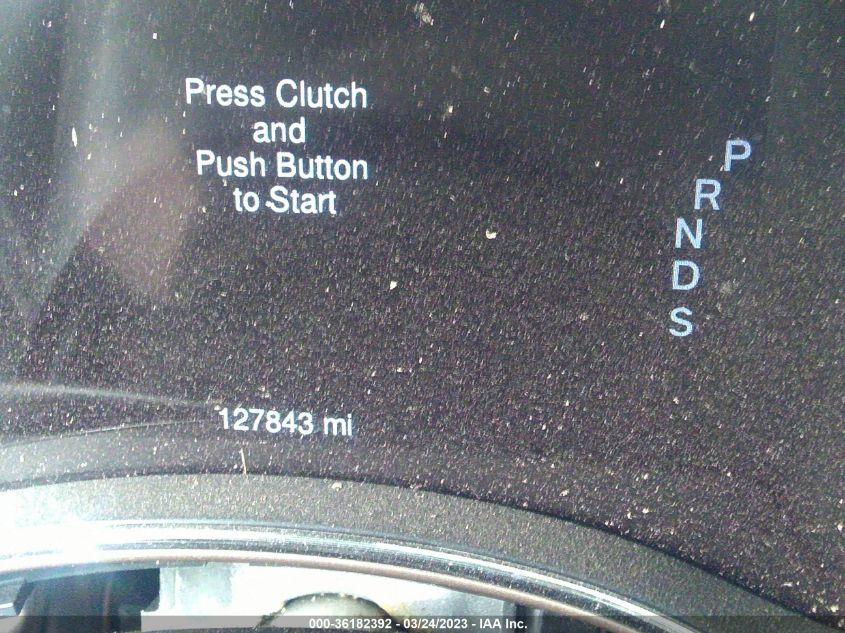 Press Clutch
and
Push Button
to Start
P
R
N
D
S
127843 mi
000-36182392 - 03/24/2023 - IAA Inc.